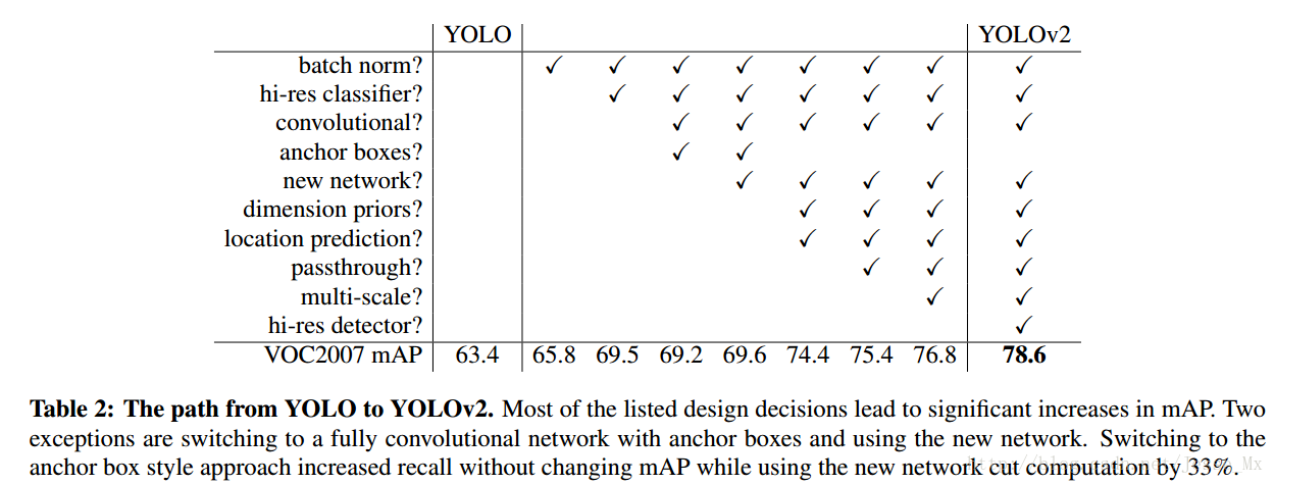 YOLO YOLOv2
batch norm? ✓ ✓ ✓ ✓ ✓ ✓ ✓ ✓
hi-res classifier? ✓ ✓ ✓ ✓ ✓ ✓ ✓
convolutional? ✓ ✓ ✓ ✓ ✓ ✓
anchor boxes? ✓ ✓
new network? ✓ ✓ ✓ ✓ ✓
dimension priors? ✓ ✓ ✓ ✓
location prediction? ✓ ✓ ✓ ✓
passthrough? ✓ ✓ ✓
multi-scale? ✓ ✓
hi-res detector? ✓
VOC2007 mAP 63.4 65.8 69.5 69.2 69.6 74.4 75.4 76.8 78.6
Table 2: The path from YOLO to YOLOv2. Most of the listed design decisions lead to significant increases in mAP. Two
exceptions are switching to a fully convolutional network with anchor boxes and using the new network. Switching to the
anchor box style approach increased recall without changing mAP while using the new network cut computation by 33%.